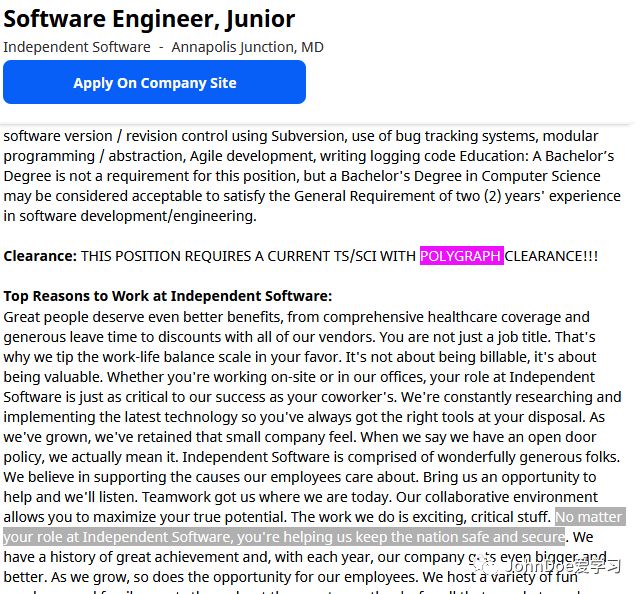 Software Engineer, Junior
Independent Software - Annapolis Junction, MD
Apply On Company Site
software version / revision control using Subversion, use of bug tracking systems, modular
programming / abstraction, Agile development, writing logging code Education: A Bachelor's
Degree is not a requirement for this position, but a Bachelor's Degree in Computer Science
may be considered acceptable to satisfy the General Requirement of two (2) years' experience
in software development/engineering.
Clearance: THIS POSITION REQUIRES A CURRENT TS/SCI WITH POLYGRAPH CLEARANCE!!!
Top Reasons to Work at Independent Software:
Great people deserve even better benefits, from comprehensive healthcare coverage and
generous leave time to discounts with all of our vendors. You are not just a job title. That's
why we tip the work-life balance scale in your favor. It's not about being billable, it's about
being valuable. Whether you're working on-site or in our offices, your role at Independent
Software is just as critical to our success as your coworker's. We're constantly researching and
implementing the latest technology so you've always got the right tools at your disposal. As
we've grown, we've retained that small company feel. When we say we have an open door
policy, we actually mean it. Independent Software is comprised of wonderfully generous folks.
We believe in supporting the causes our employees care about. Bring us an opportunity to
help and we'll listen. Teamwork got us where we are today. Our collaborative environment
allows you to maximize your true potential. The work we do is exciting, critical stuff. No matter
your role at Independent Software, you're helping us keep the nation safe and secure. We
have a history of great achievement and, with each year, our company gets even bigger and
better. As we grow, so does the opportunity for our employees. We host a variety of fun
JohnDoe爱学习